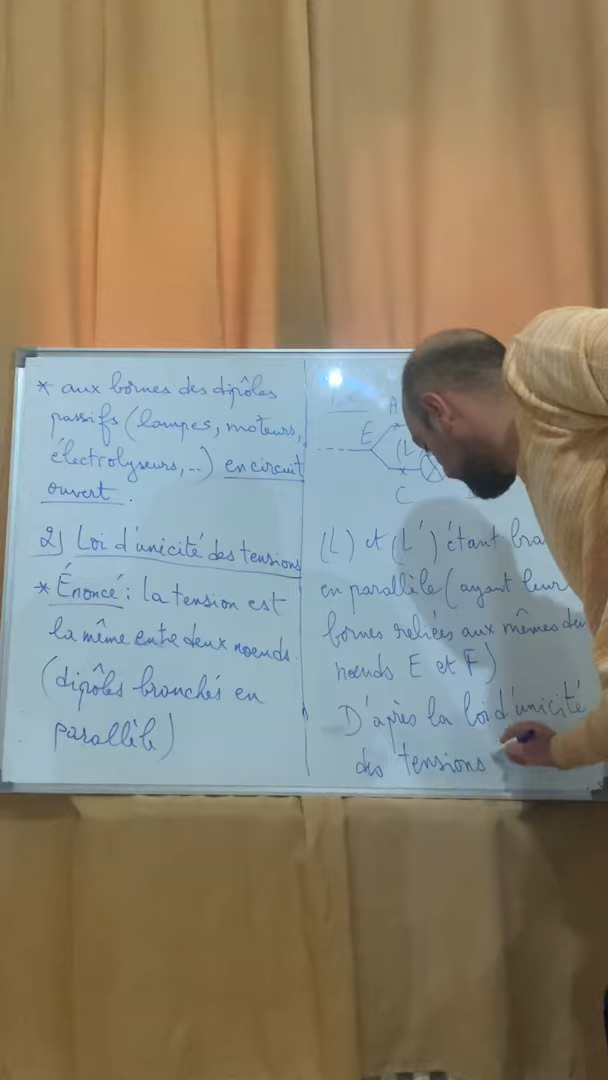 * aux bornes des dipôles
passifs (lampes, moteurs,
électrolyseurs,..) en circuit
ouvert.
2) Loi d'unicité des tensions
* Énoncé : la tension est
la même entre deux noeuds.
(dipôles branchés en
parallèle)
A
E
(L
C
(L) et (L') étant bra
en parallèle (ayant leur
bornes reliées aux mêmes deu
noeuds E et F)
D'après la loi d'unicité
des tensions